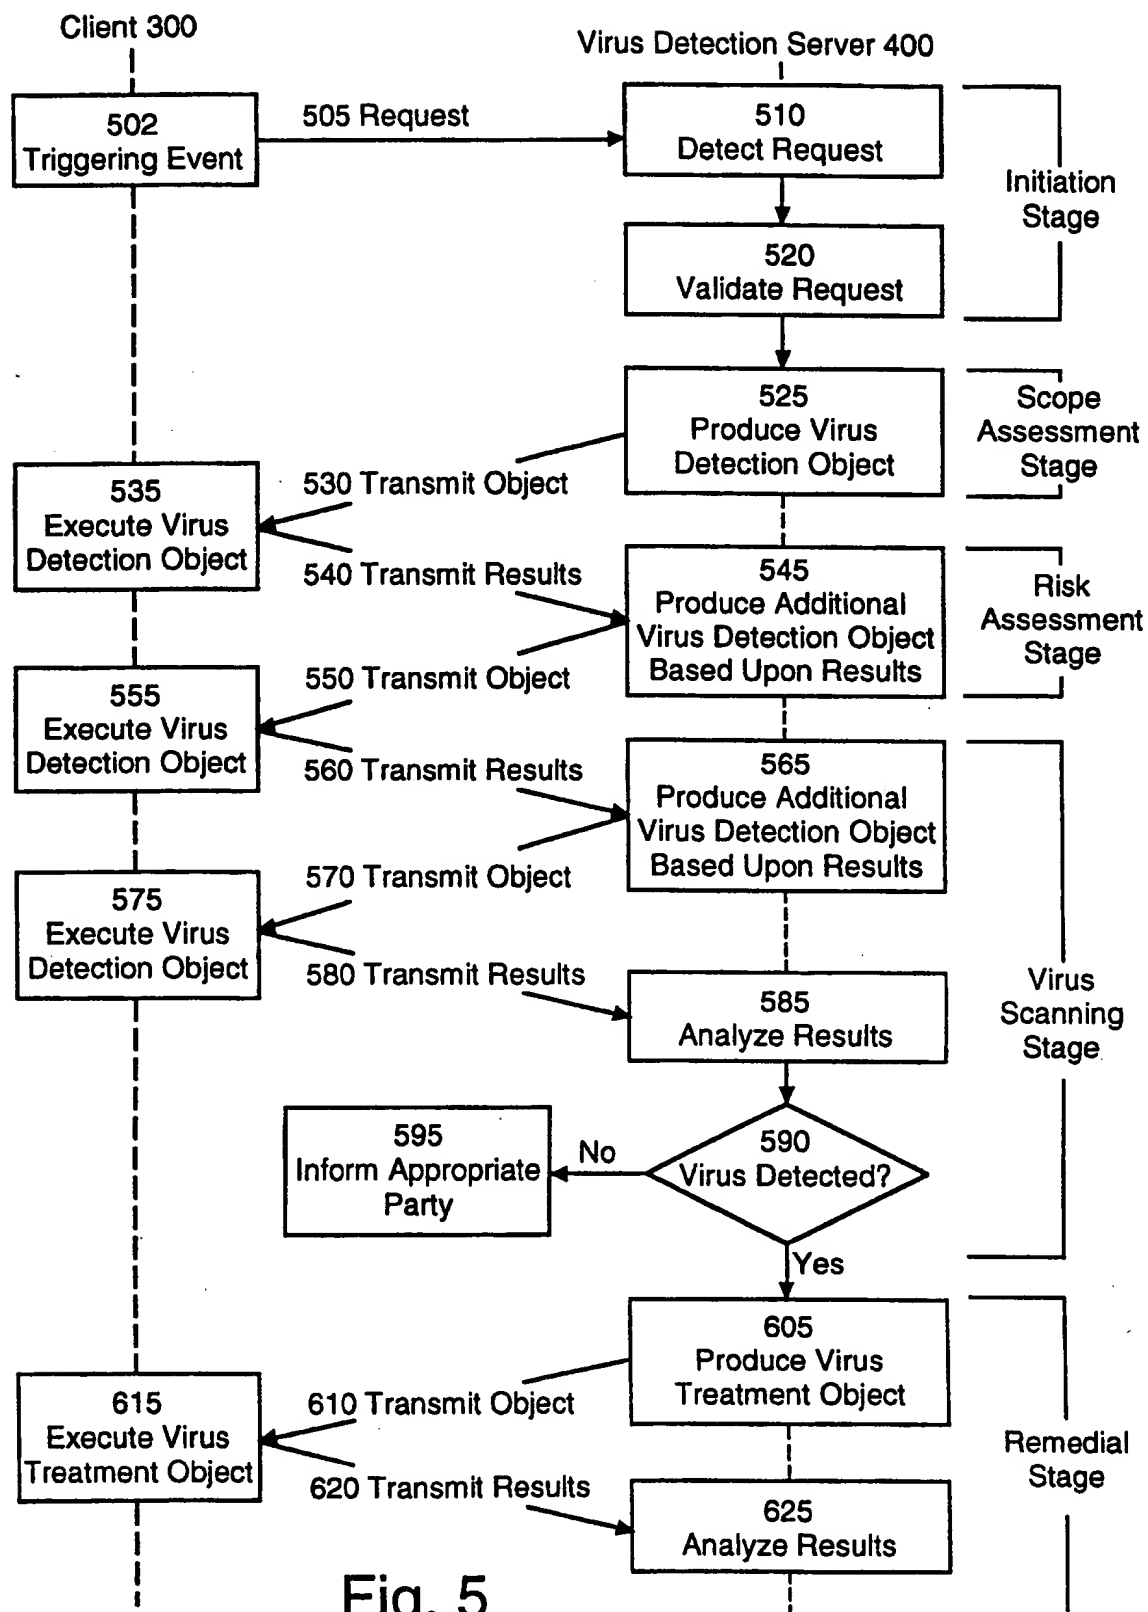 Client 300
Virus Detection Server 400
502
Triggering Event
505 Request
510
Detect Request
Initiation
Stage
520
Validate Request
525
Produce Virus
Detection Object
Scope
Assessment
Stage
530 Transmit Object
535
Execute Virus
Detection Object
540 Transmit Results
545
Produce Additional
Virus Detection Object
Based Upon Results
Risk
Assessment
Stage
550 Transmit Object
555
Execute Virus
Detection Object
560 Transmit Results
565
Produce Additional
Virus Detection Object
Based Upon Results
570 Transmit Object
575
Execute Virus
Detection Object
580 Transmit Results
585
Analyze Results
Virus
Scanning
Stage
590
Virus Detected?
No
595
Inform Appropriate
Party
Yes
605
Produce Virus
Treatment Object
610 Transmit Object
615
Execute Virus
Treatment Object
620 Transmit Results
625
Analyze Results
Remedial
Stage
Fig. 5